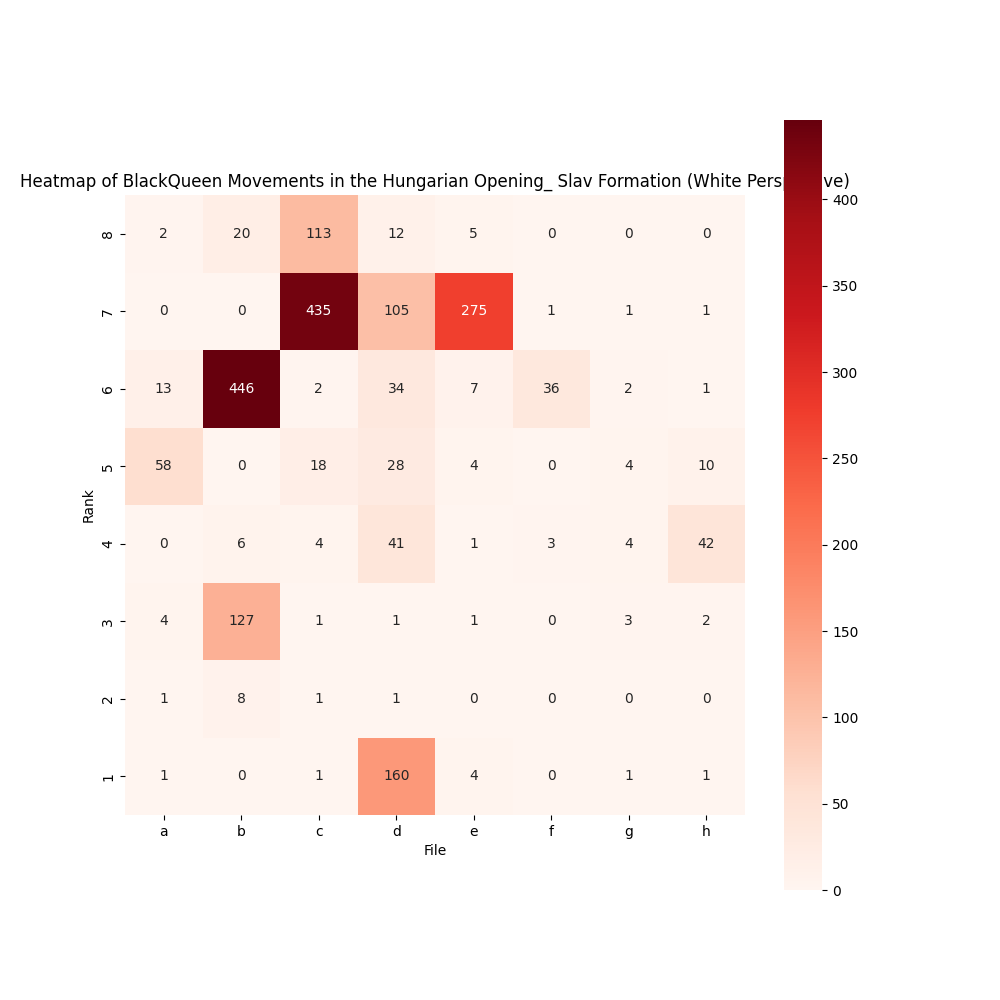 Heatmap of BlackQueen Movements in the Hungarian Opening_ Slav Formation (White Persp ve)
8 2 20 113 12 5 0 0 0
7 0 0 435 105 275 1 1 1
6 13 446 2 34 7 36 2 1
5 58 0 18 28 4 0 4 10
4 0 6 4 41 1 3 4 42
3 4 127 1 1 1 0 3 2
2 1 8 1 1 0 0 0 0
1 1 0 1 160 4 0 1 1
a b c d e f g h
File
Rank
400
350
300
250
200
150
100
50
0